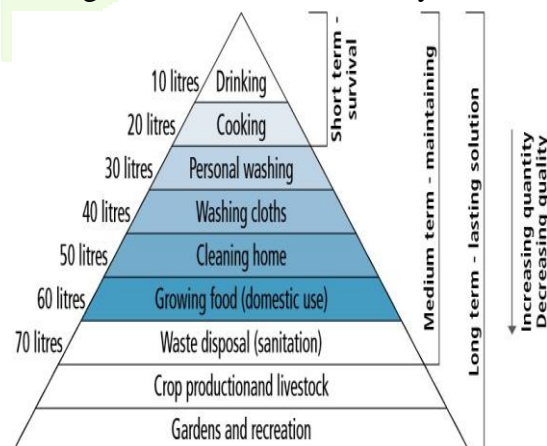 10 litres Drinking
20 litres Cooking
30 litres Personal washing
40 litres Washing cloths
50 litres Cleaning home
60 litres Growing food (domestic use)
70 litres Waste disposal (sanitation)
Crop productionand livestock
Gardens and recreation
Short term - survival
Medium term - maintaining
Long term - lasting solution
Increasing quantity
Decreasing quality